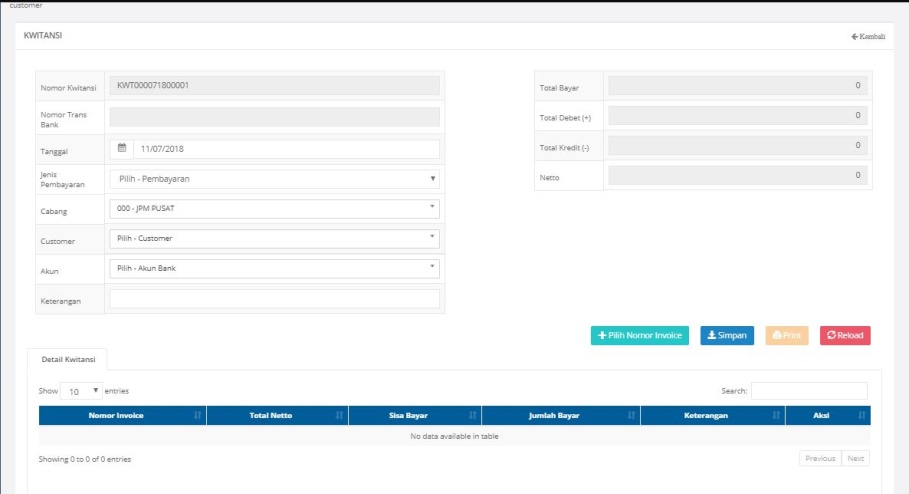 customer
KWITANSI
Kembali
Nomor Kwitansi KWT000071800001
Nomor Trans Bank
Tanggal 11/07/2018
Jenis Pembayaran Pilih - Pembayaran
Cabang 000 - JPM PUSAT
Customer Pilih - Customer
Akun Pilih - Akun Bank
Keterangan
Total Bayar 0
Total Debet (+) 0
Total Kredit (-) 0
Netto 0
Pilih Nomor Invoice Simpan Print Reload
Detail Kwitansi
Show 10 entries Search:
Nomor Invoice Total Netto Sisa Bayar Jumlah Bayar Keterangan Aksi
No data available in table
Showing 0 to 0 of 0 entries Previous Next